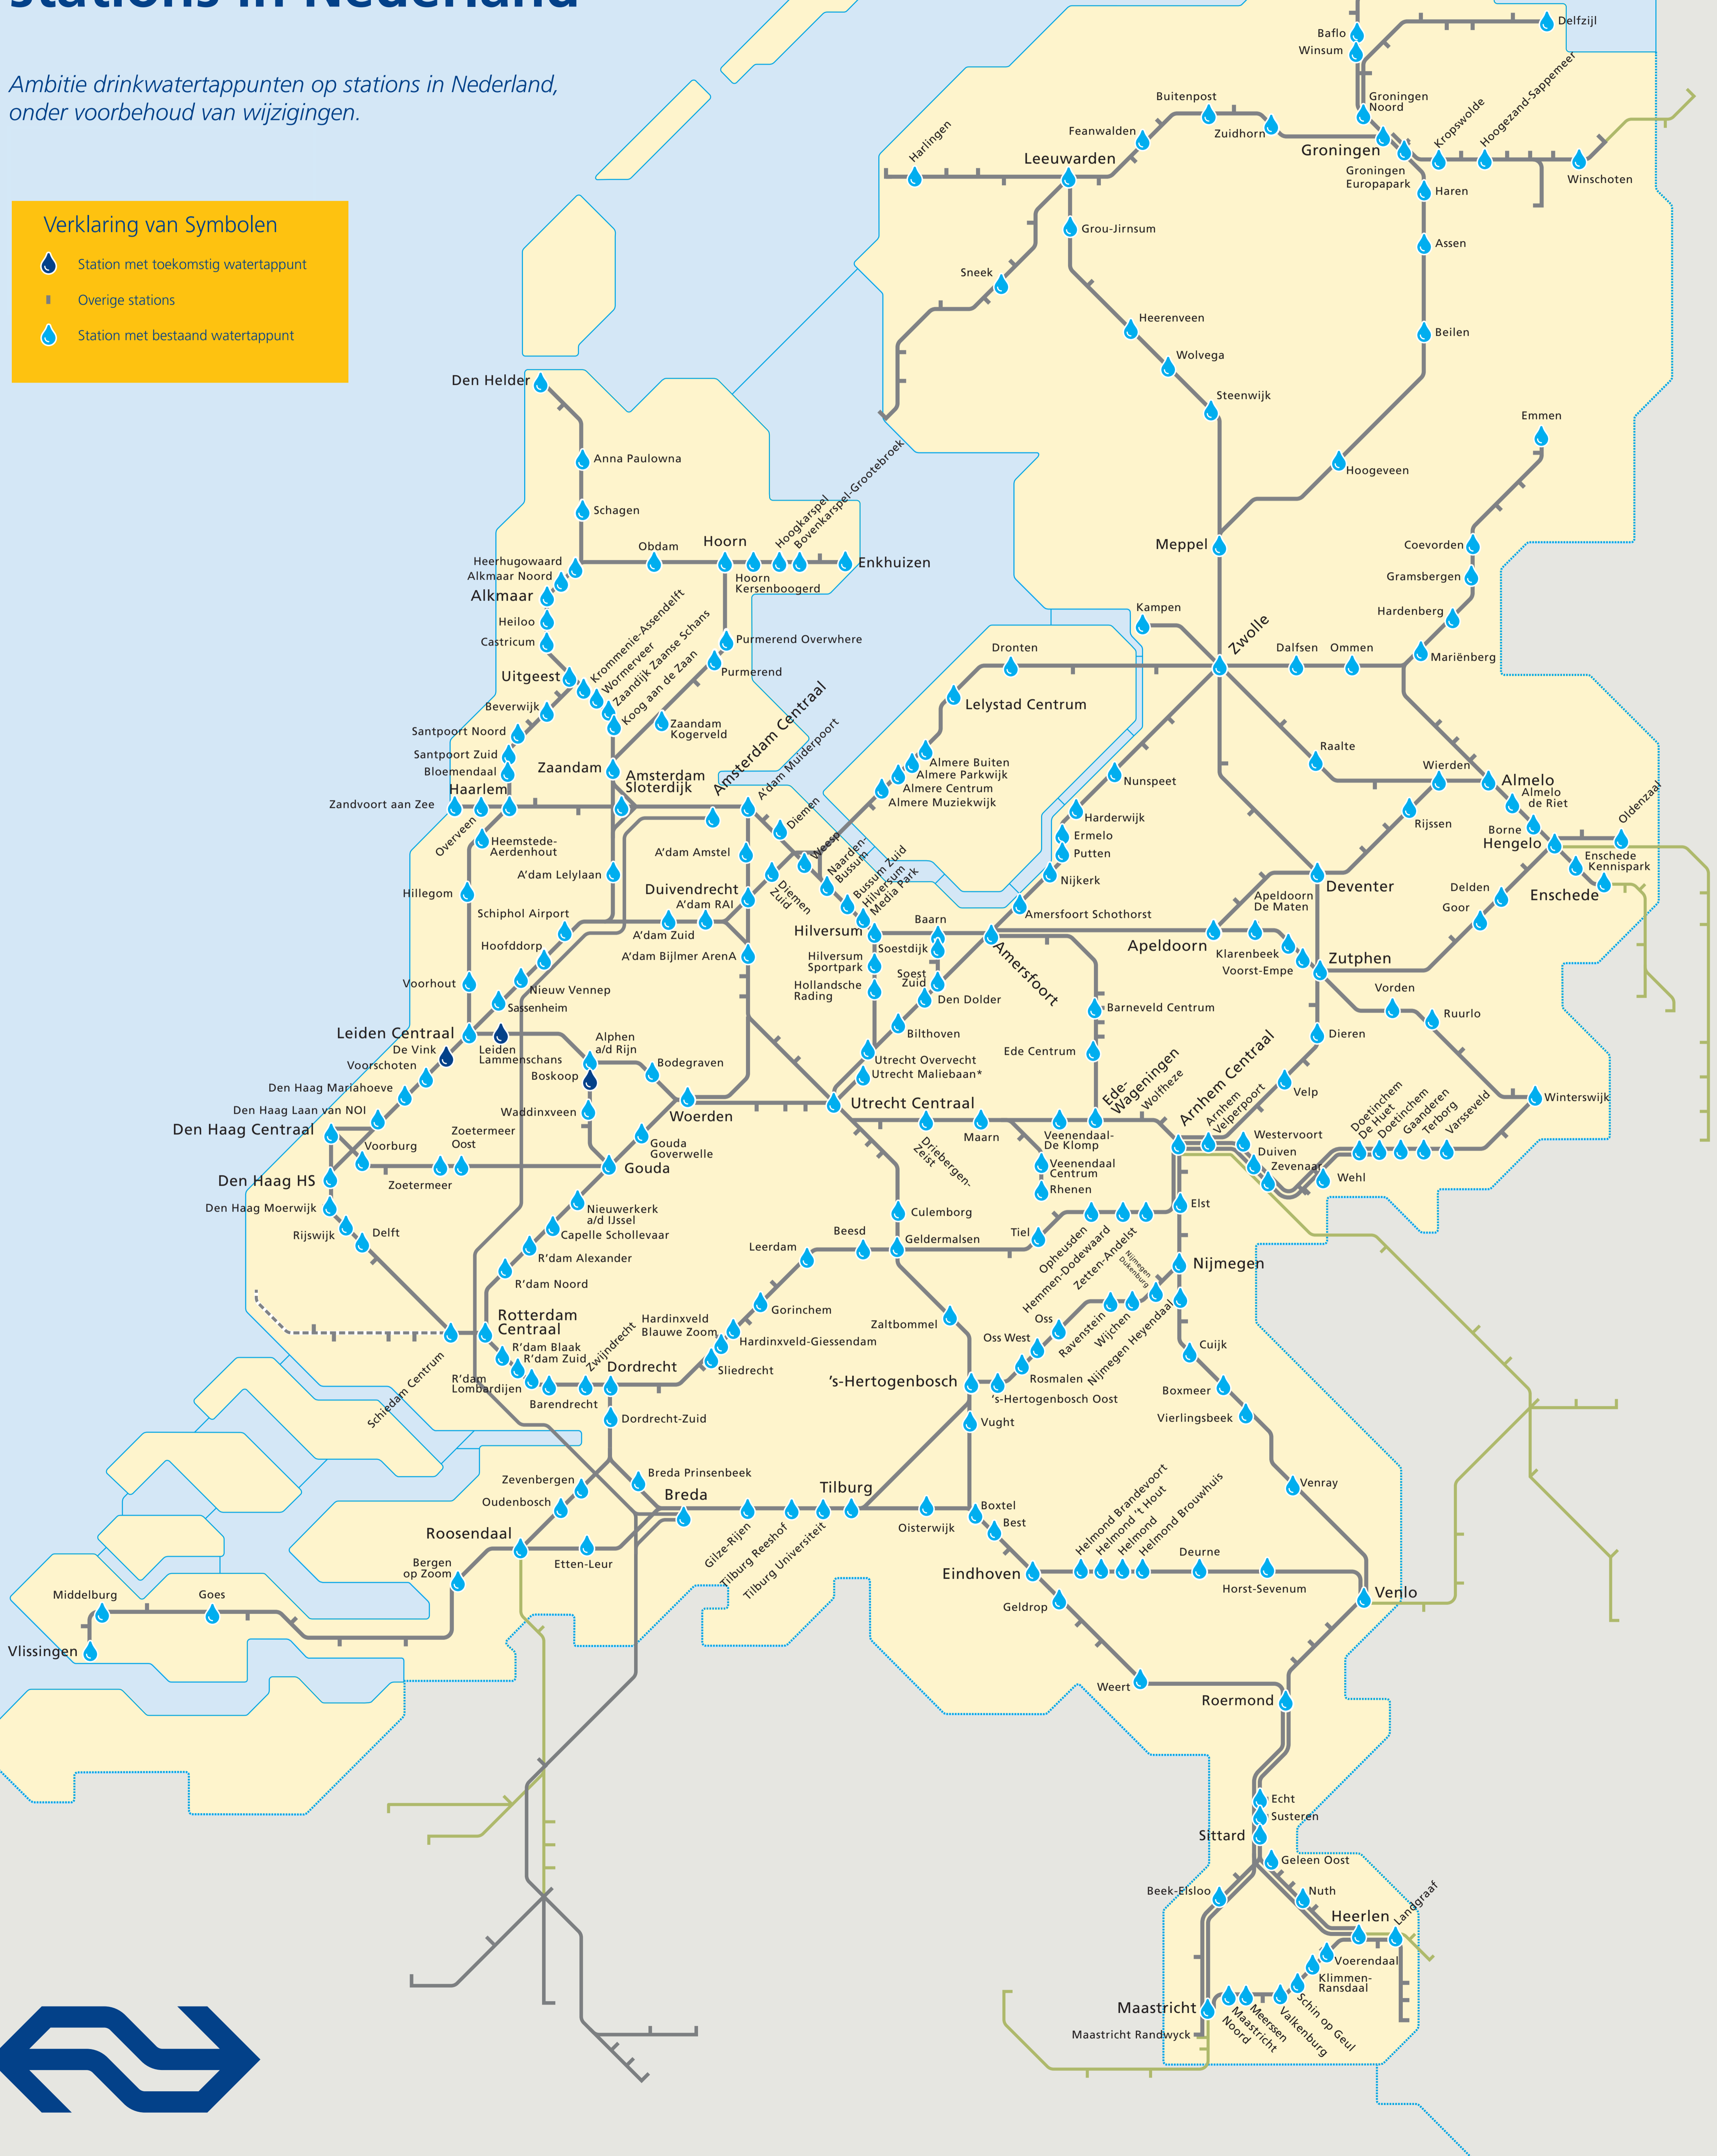 stations in Nederland
Ambitie drinkwatertappunten op stations in Nederland,
onder voorbehoud van wijzigingen.
Verklaring van Symbolen
Station met toekomstig watertappunt
Overige stations
Station met bestaand watertappunt
Baflo
Winsum
Delfzijl
Groningen
Noord
Buitenpost
Zuidhorn
Feanwalden
Harlingen
Leeuwarden
Groningen
Kropswolde
Hoogezand-Sappemeer
Groningen
Europapark
Winschoten
Haren
Grou-Jirnsum
Assen
Sneek
Heerenveen
Beilen
Wolvega
Steenwijk
Emmen
Hoogeveen
Den Helder
Anna Paulowna
Schagen
Hoogkarspel
Bovenkarspel-Grootebroek
Heerhugowaard
Obdam
Hoorn
Enkhuizen
Alkmaar Noord
Hoorn
Kersenboogerd
Alkmaar
Heiloo
Castricum
Meppel
Coevorden
Gramsbergen
Hardenberg
Mariënberg
Kampen
Zwolle
Dalfsen
Ommen
Dronten
Lelystad Centrum
Uitgeest
Krommenie-Assendelft
Wormerveer
Zaandijk Zaanse Schans
Koog aan de Zaan
Purmerend Overwhere
Purmerend
Beverwijk
Santpoort Noord
Santpoort Zuid
Bloemendaal
Haarlem
Zaandam
Zaandam
Kogerveld
Amsterdam
Sloterdijk
Amsterdam Centraal
A'dam Muiderpoort
Zandvoort aan Zee
Overveen
Heemstede-
Aerdenhout
Diemen
Weesp
Naarden-
Bussum
Bussum Zuid
Hilversum
Media Park
Almere Buiten
Almere Parkwijk
Almere Centrum
Almere Muziekwijk
Nunspeet
Harderwijk
Ermelo
Putten
Nijkerk
Raalte
Wierden
Almelo
Almelo
de Riet
Rijssen
Borne
Hengelo
Oldenzaal
Enschede
Kennispark
Enschede
Delden
Goor
Deventer
Hillegom
A'dam Lelylaan
A'dam Amstel
Duivendrecht
A'dam RAI
Diemen
Zuid
Schiphol Airport
A'dam Zuid
Hoofddorp
A'dam Bijlmer ArenA
Hilversum
Baarn
Soestdijk
Amersfoort Schothorst
Amersfoort
Apeldoorn
Apeldoorn
De Maten
Klarenbeek
Voorst-Empe
Zutphen
Voorhout
Nieuw Vennep
Sassenheim
Hilversum
Sportpark
Hollandsche
Rading
Soest
Zuid
Den Dolder
Bilthoven
Barneveld Centrum
Vorden
Ruurlo
Leiden Centraal
De Vink
Leiden
Lammenschans
Alphen
a/d Rijn
Bodegraven
Boskoop
Utrecht Overvecht
Utrecht Maliebaan*
Ede Centrum
Ede-
Wageningen
Wolfheze
Arnhem Centraal
Arnhem
Velperpoort
Dieren
Velp
Voorschoten
Den Haag Mariahoeve
Den Haag Laan van NOI
Den Haag Centraal
Waddinxveen
Woerden
Utrecht Centraal
Driebergen-
Zeist
Maarn
Veenendaal-
De Klomp
Veenendaal
Centrum
Rhenen
Westervoort
Duiven
Zevenaar
Doetinchem
De Huet
Doetinchem
Gaanderen
Terborg
Varsseveld
Winterswijk
Wehl
Voorburg
Zoetermeer
Oost
Zoetermeer
Gouda
Goverwelle
Gouda
Den Haag HS
Den Haag Moerwijk
Rijswijk
Delft
Nieuwerkerk
a/d IJssel
Capelle Schollevaar
R'dam Alexander
R'dam Noord
Culemborg
Elst
Tiel
Opheusden
Hemmen-Dodewaard
Zetten-Andelst
Leerdam
Beesd
Geldermalsen
Nijmegen
Dukenburg
Nijmegen
Gorinchem
Zaltbommel
Oss West
Oss
Ravenstein
Wijchen
Nijmegen Heyendaal
Rotterdam
Centraal
Schiedam Centrum
R'dam Blaak
R'dam Zuid
R'dam
Lombardijen
Zwijndrecht
Hardinxveld
Blauwe Zoom
Hardinxveld-Giessendam
Sliedrecht
Dordrecht
Barendrecht
Dordrecht-Zuid
's-Hertogenbosch
Rosmalen
's-Hertogenbosch Oost
Cuijk
Boxmeer
Vierlingsbeek
Vught
Zevenbergen
Oudenbosch
Breda Prinsenbeek
Breda
Tilburg
Venray
Roosendaal
Etten-Leur
Gilze-Rijen
Tilburg Reeshof
Tilburg Universiteit
Oisterwijk
Boxtel
Best
Helmond Brandevoort
Helmond 't Hout
Helmond
Helmond Brouwhuis
Deurne
Horst-Sevenum
Eindhoven
Geldrop
Venlo
Bergen
op Zoom
Middelburg
Goes
Vlissingen
Weert
Roermond
Echt
Susteren
Sittard
Geleen Oost
Beek-Elsloo
Nuth
Heerlen
Landgraaf
Voerendaal
Klimmen-
Ransdaal
Schin op Geul
Valkenburg
Meerssen
Maastricht
Noord
Maastricht
Maastricht Randwyck